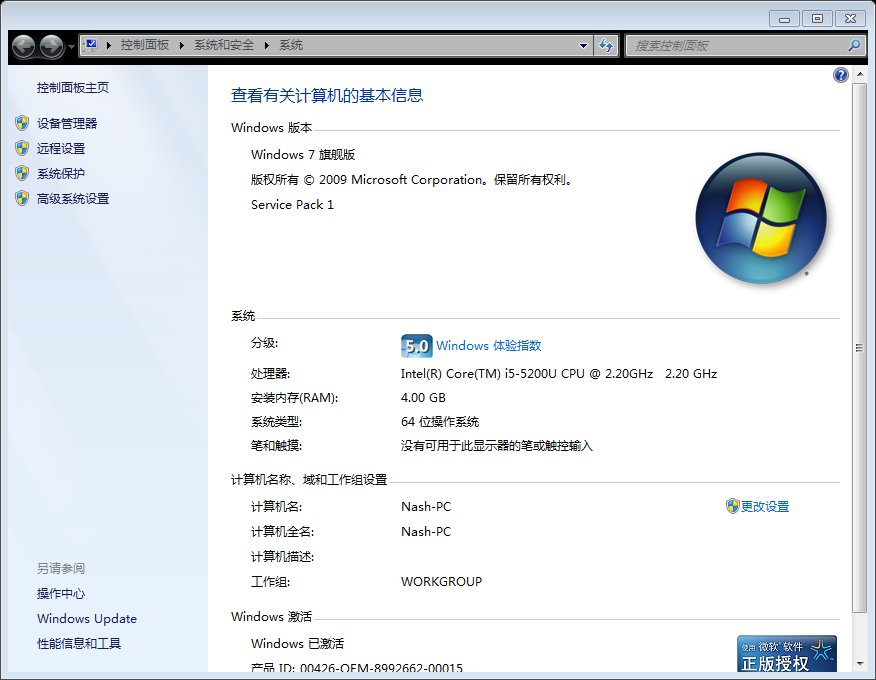 控制面板 系统和安全 系统
搜索控制面板
控制面板主页
设备管理器
远程设置
系统保护
高级系统设置
另请参阅
操作中心
Windows Update
性能信息和工具
查看有关计算机的基本信息
Windows 版本
Windows 7 旗舰版
版权所有 © 2009 Microsoft Corporation。保留所有权利。
Service Pack 1
系统
分级: 5.0 Windows 体验指数
处理器: Intel(R) Core(TM) i5-5200U CPU @ 2.20GHz 2.20 GHz
安装内存(RAM): 4.00 GB
系统类型: 64 位操作系统
笔和触摸: 没有可用于此显示器的笔或触控输入
计算机名称、域和工作组设置
计算机名: Nash-PC 更改设置
计算机全名: Nash-PC
计算机描述:
工作组: WORKGROUP
Windows 激活
Windows 已激活
产品 ID: 00426-OEM-8992662-00015
使用 微软 软件
正版授权